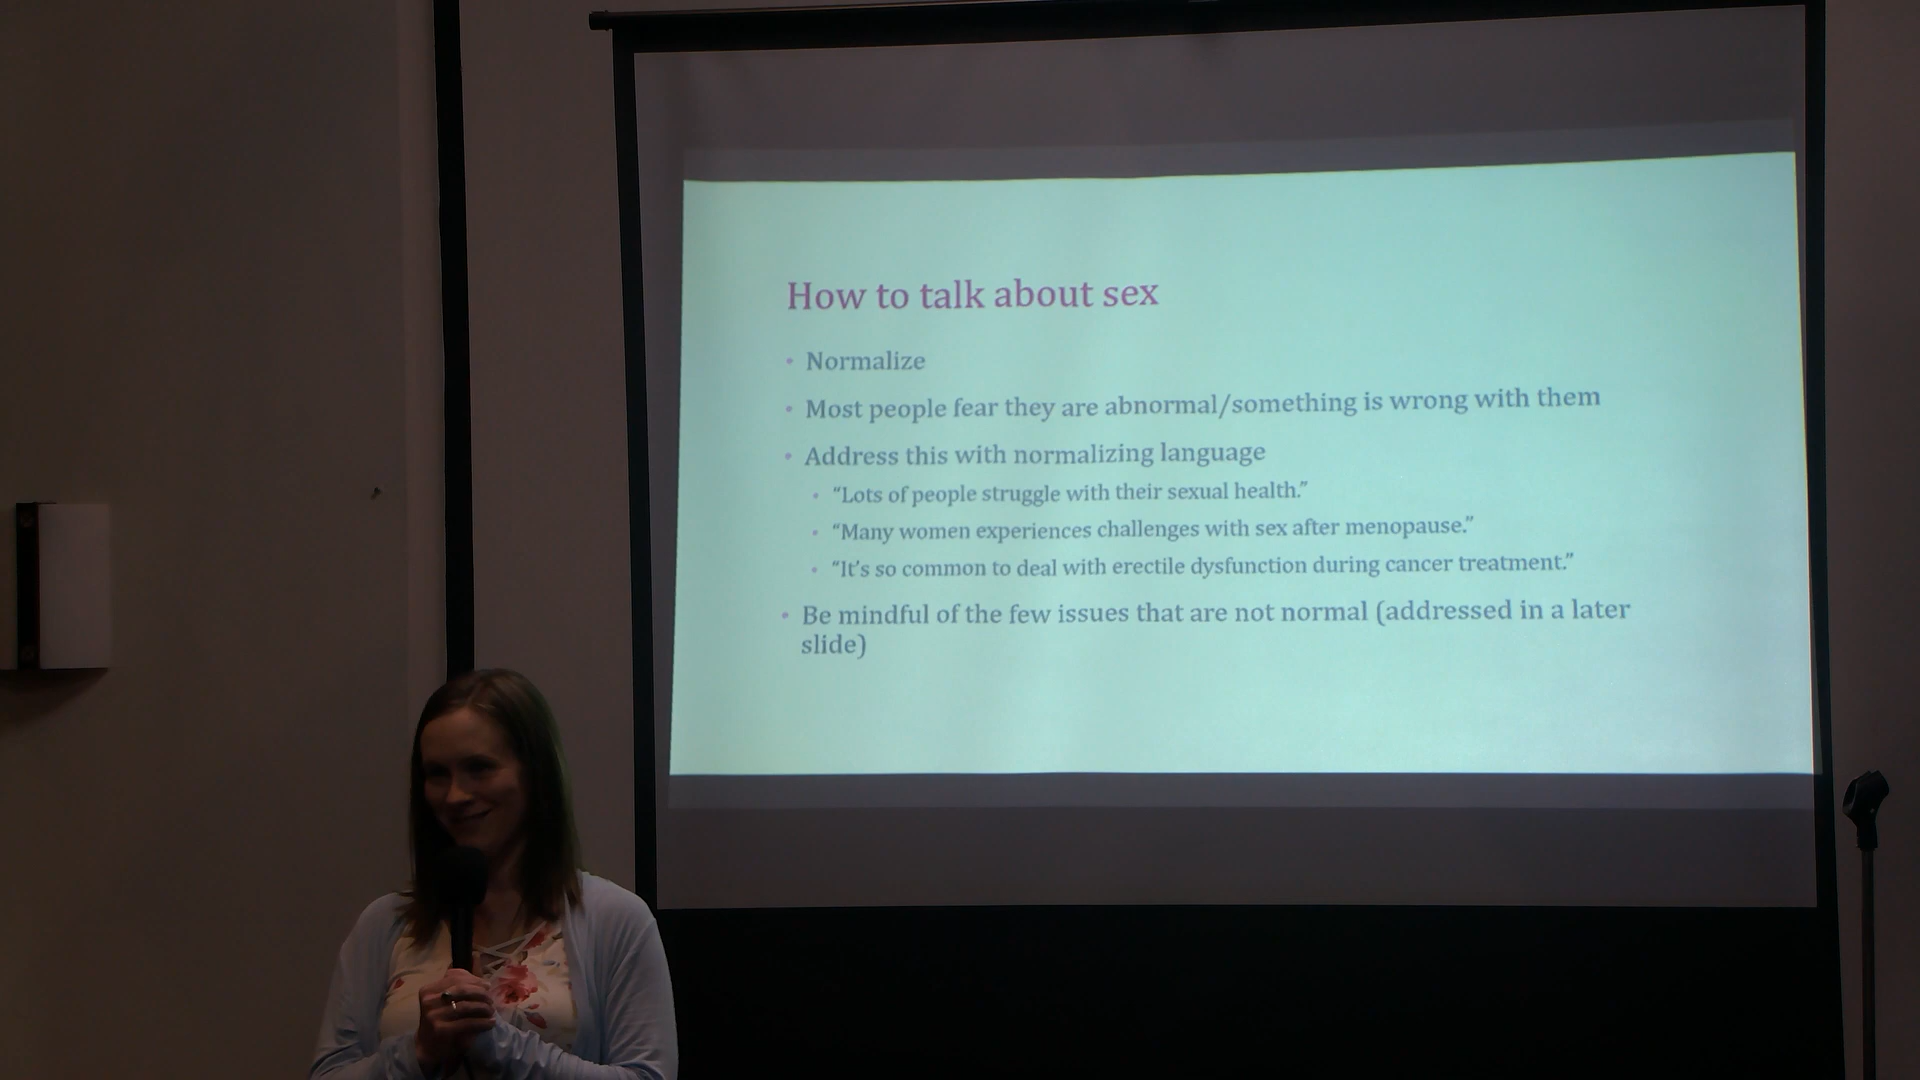 How to talk about sex
• Normalize
• Most people fear they are abnormal/something is wrong with them
• Address this with normalizing language
• “Lots of people struggle with their sexual health.”
• “Many women experiences challenges with sex after menopause.”
• “It’s so common to deal with erectile dysfunction during cancer treatment.”
• Be mindful of the few issues that are not normal (addressed in a later
slide)